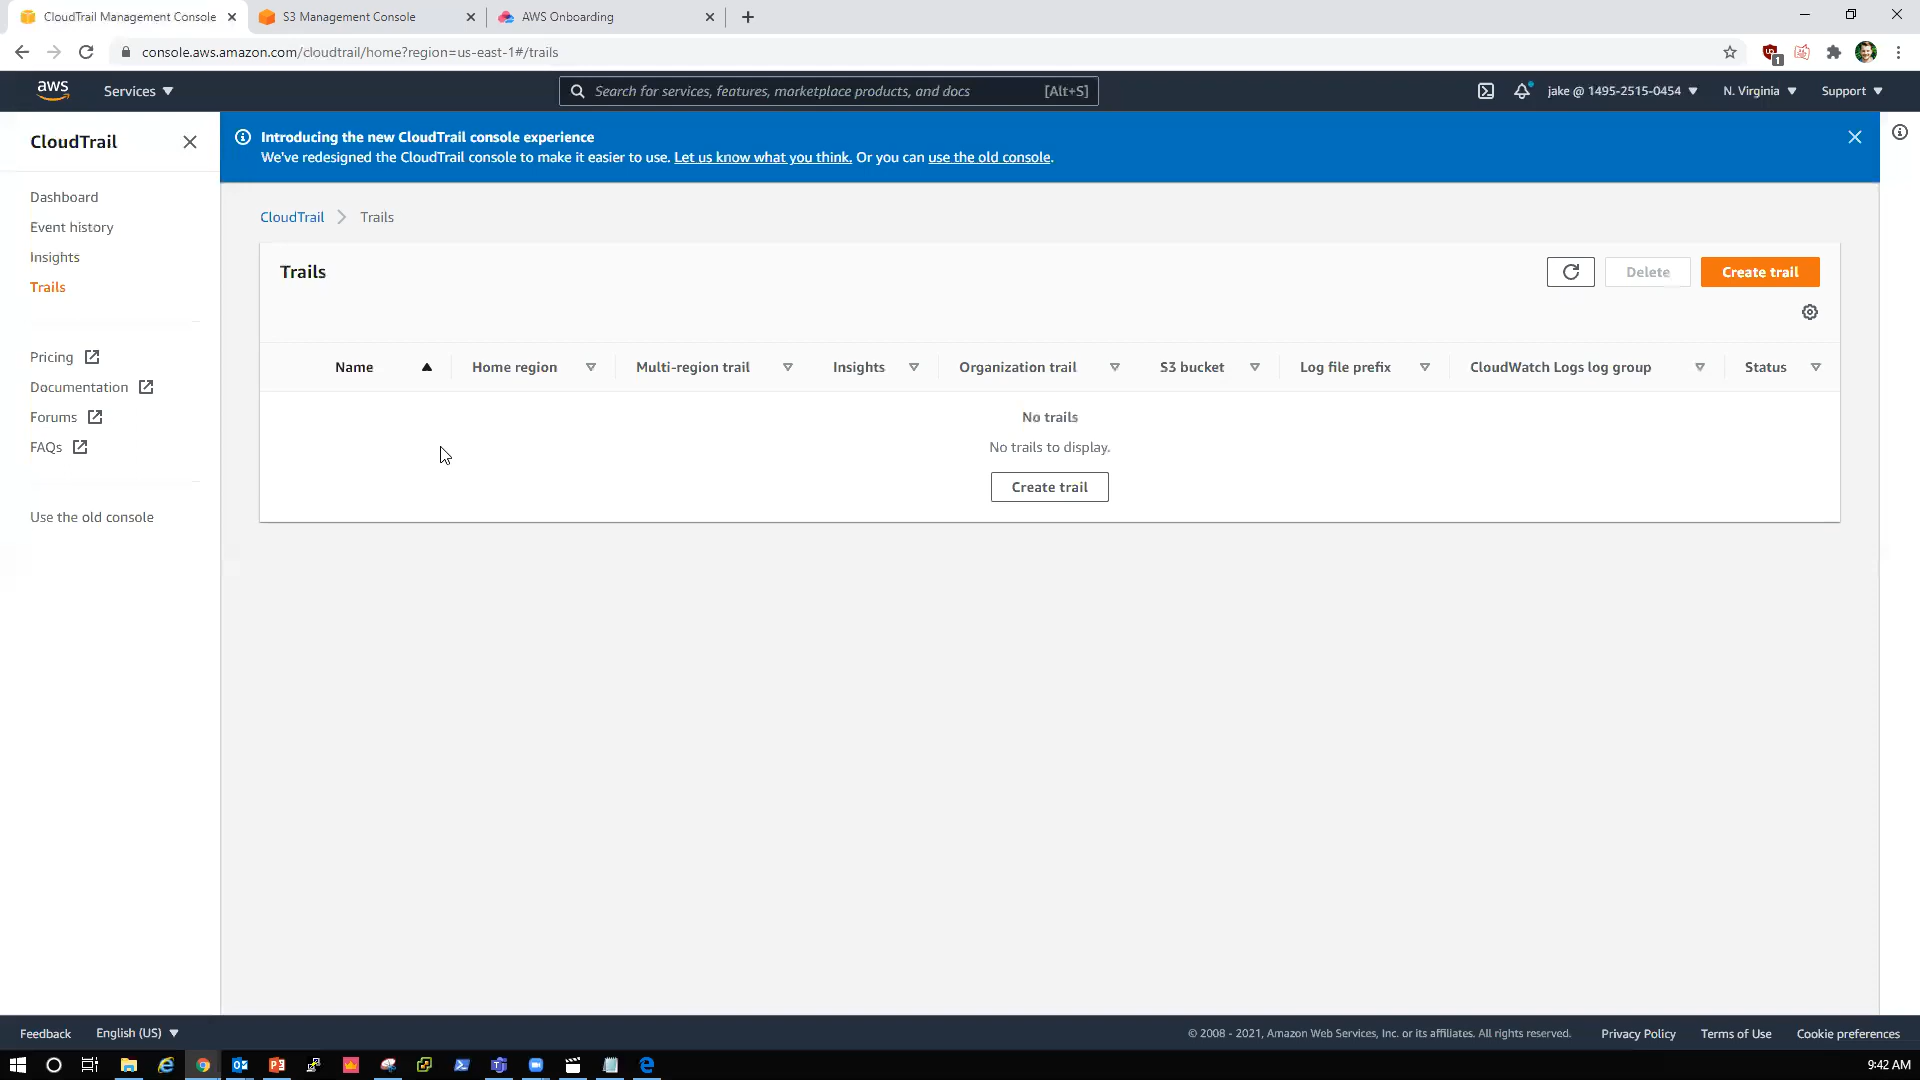 CloudTrail Management Console
S3 Management Console
AWS Onboarding
console.aws.amazon.com/cloudtrail/home?region=us-east-1#/trails
1
aws
Services
Search for services, features, marketplace products, and docs
[Alt+S]
jake @ 1495-2515-0454
N. Virginia
Support
CloudTrail
Dashboard
Event history
Insights
Trails
Pricing
Documentation
Forums
FAQs
Use the old console
Introducing the new CloudTrail console experience
We've redesigned the CloudTrail console to make it easier to use. Let us know what you think. Or you can use the old console.
CloudTrail
Trails
Trails
Delete
Create trail
Name
Home region
Multi-region trail
Insights
Organization trail
S3 bucket
Log file prefix
CloudWatch Logs log group
Status
No trails
No trails to display.
Create trail
Feedback
English (US)
© 2008 - 2021, Amazon Web Services, Inc. or its affiliates. All rights reserved.
Privacy Policy
Terms of Use
Cookie preferences
9:42 AM